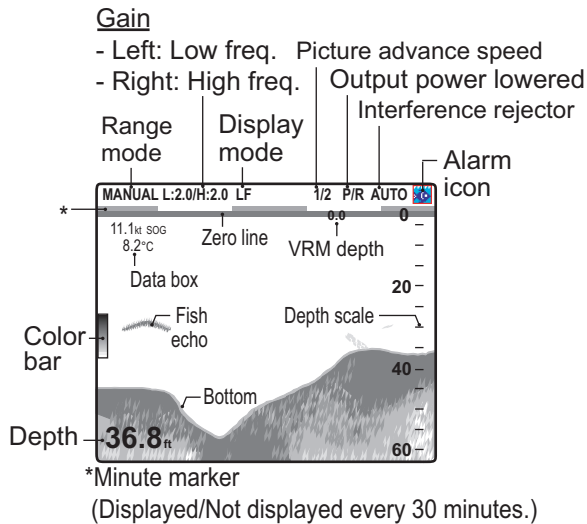 Gain
- Left: Low freq.
- Right: High freq.
Picture advance speed
Output power lowered
Interference rejector
Range
mode
Display
mode
Alarm
icon
MANUAL L:2.0/H:2.0 LF 1/2 P/R AUTO
*
0
0.0
11.1kt SOG
8.2°C
Zero line
VRM depth
Data box
20
Fish
echo
Depth scale
Color
bar
40
Bottom
Depth
36.8ft
60
*Minute marker
(Displayed/Not displayed every 30 minutes.)